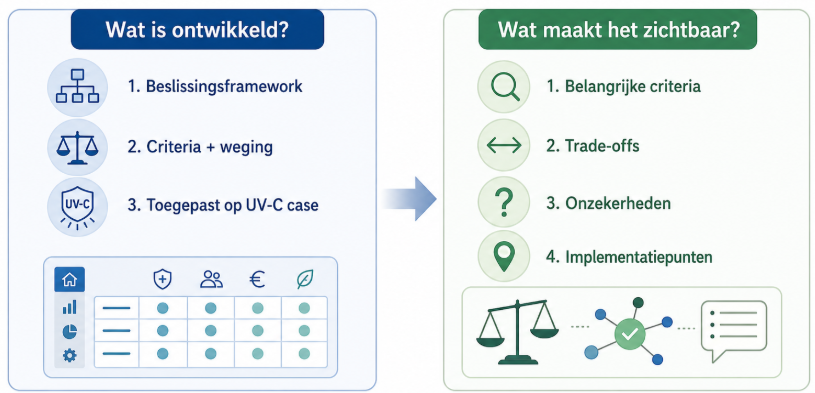 Wat is ontwikkeld?
1. Beslissingsframework
2. Criteria + weging
UV-C
3. Toegepast op UV-C case
€
Wat maakt het zichtbaar?
1. Belangrijke criteria
2. Trade-offs
?
3. Onzekerheden
4. Implementatiepunten